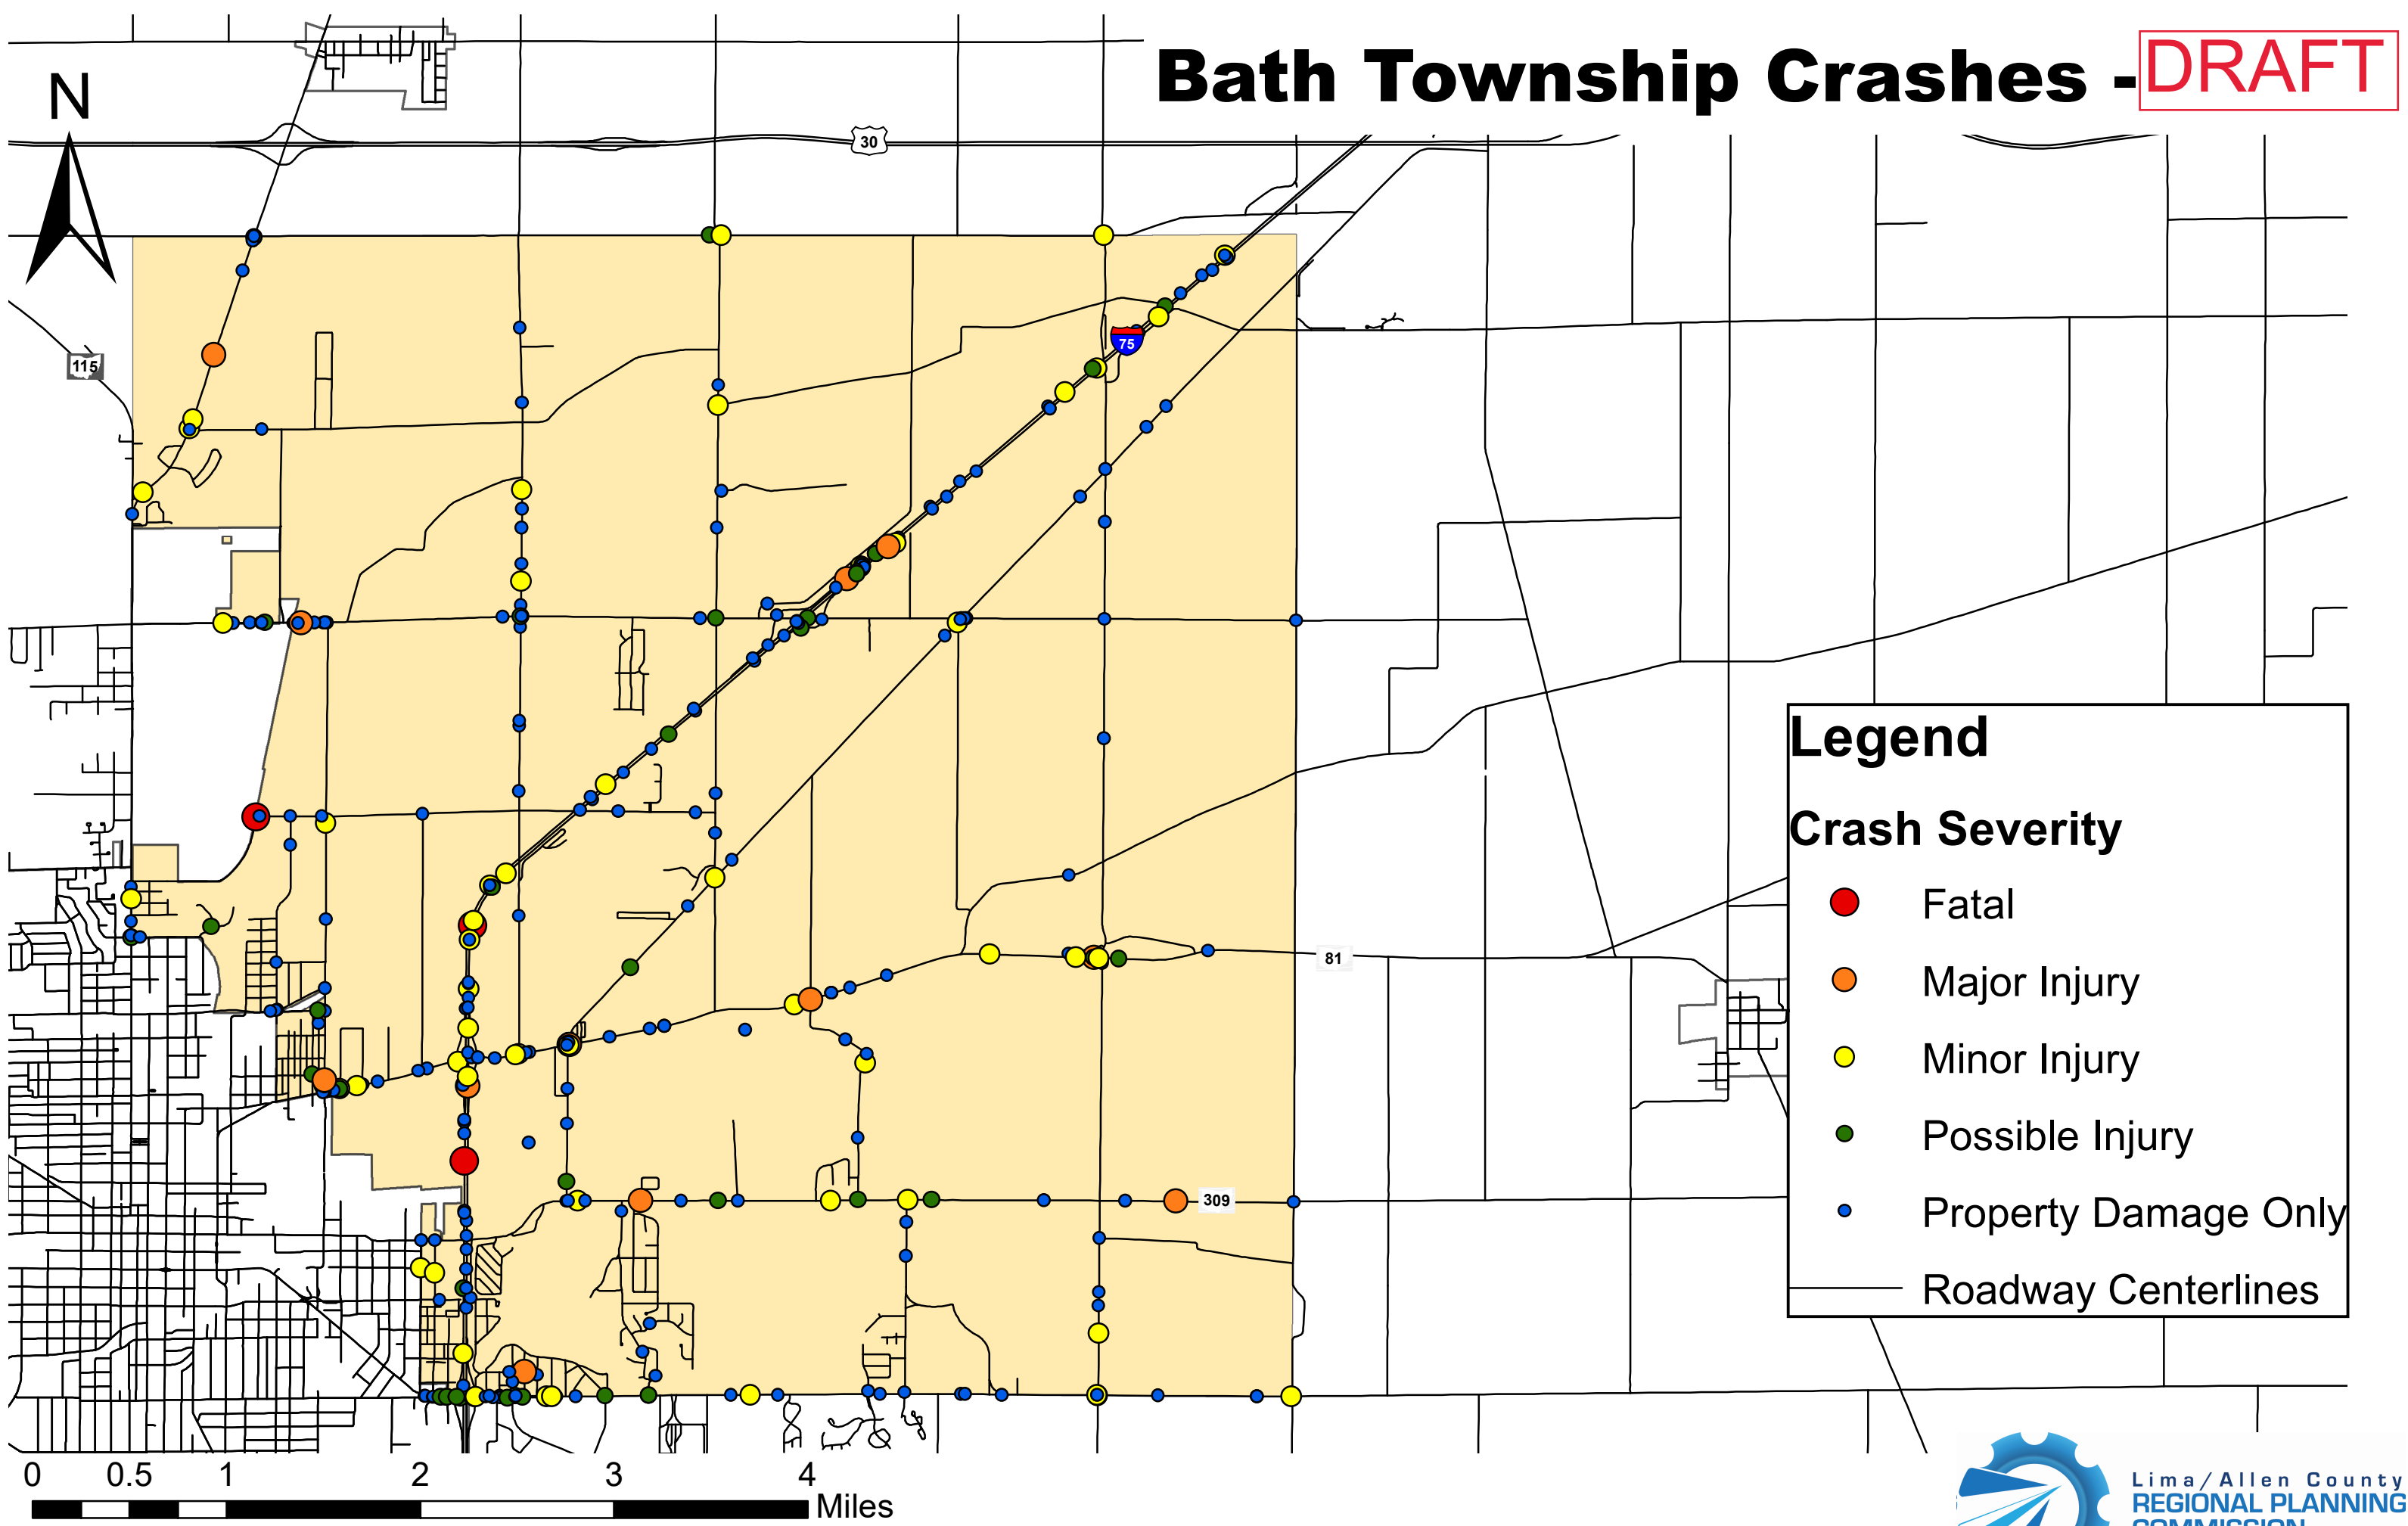 Bath Township Crashes - DRAFT
N
30
115
75
81
309
Legend
Crash Severity
Fatal
Major Injury
Minor Injury
Possible Injury
Property Damage Only
Roadway Centerlines
0 0.5 1 2 3 4
Miles
Lima/Allen County
REGIONAL PLANNING
COMMISSION